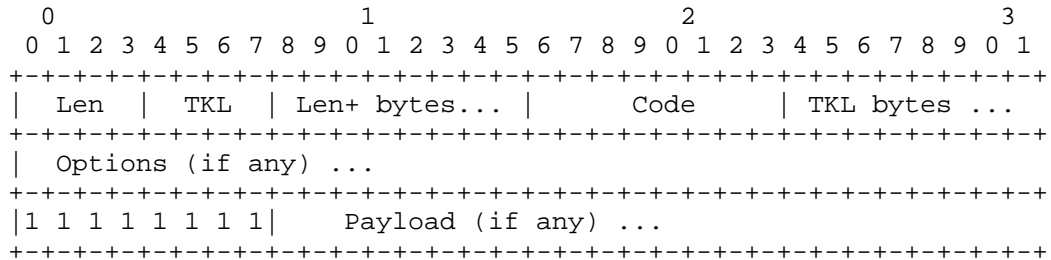 0                   1                   2                   3
 0 1 2 3 4 5 6 7 8 9 0 1 2 3 4 5 6 7 8 9 0 1 2 3 4 5 6 7 8 9 0 1
+-+-+-+-+-+-+-+-+-+-+-+-+-+-+-+-+-+-+-+-+-+-+-+-+-+-+-+-+-+-+-+-+
|  Len  |  TKL  | Len+ bytes... |      Code     | TKL bytes ...
+-+-+-+-+-+-+-+-+-+-+-+-+-+-+-+-+-+-+-+-+-+-+-+-+-+-+-+-+-+-+-+-+
|  Options (if any) ...
+-+-+-+-+-+-+-+-+-+-+-+-+-+-+-+-+-+-+-+-+-+-+-+-+-+-+-+-+-+-+-+-+
|1 1 1 1 1 1 1 1|    Payload (if any) ...
+-+-+-+-+-+-+-+-+-+-+-+-+-+-+-+-+-+-+-+-+-+-+-+-+-+-+-+-+-+-+-+-+